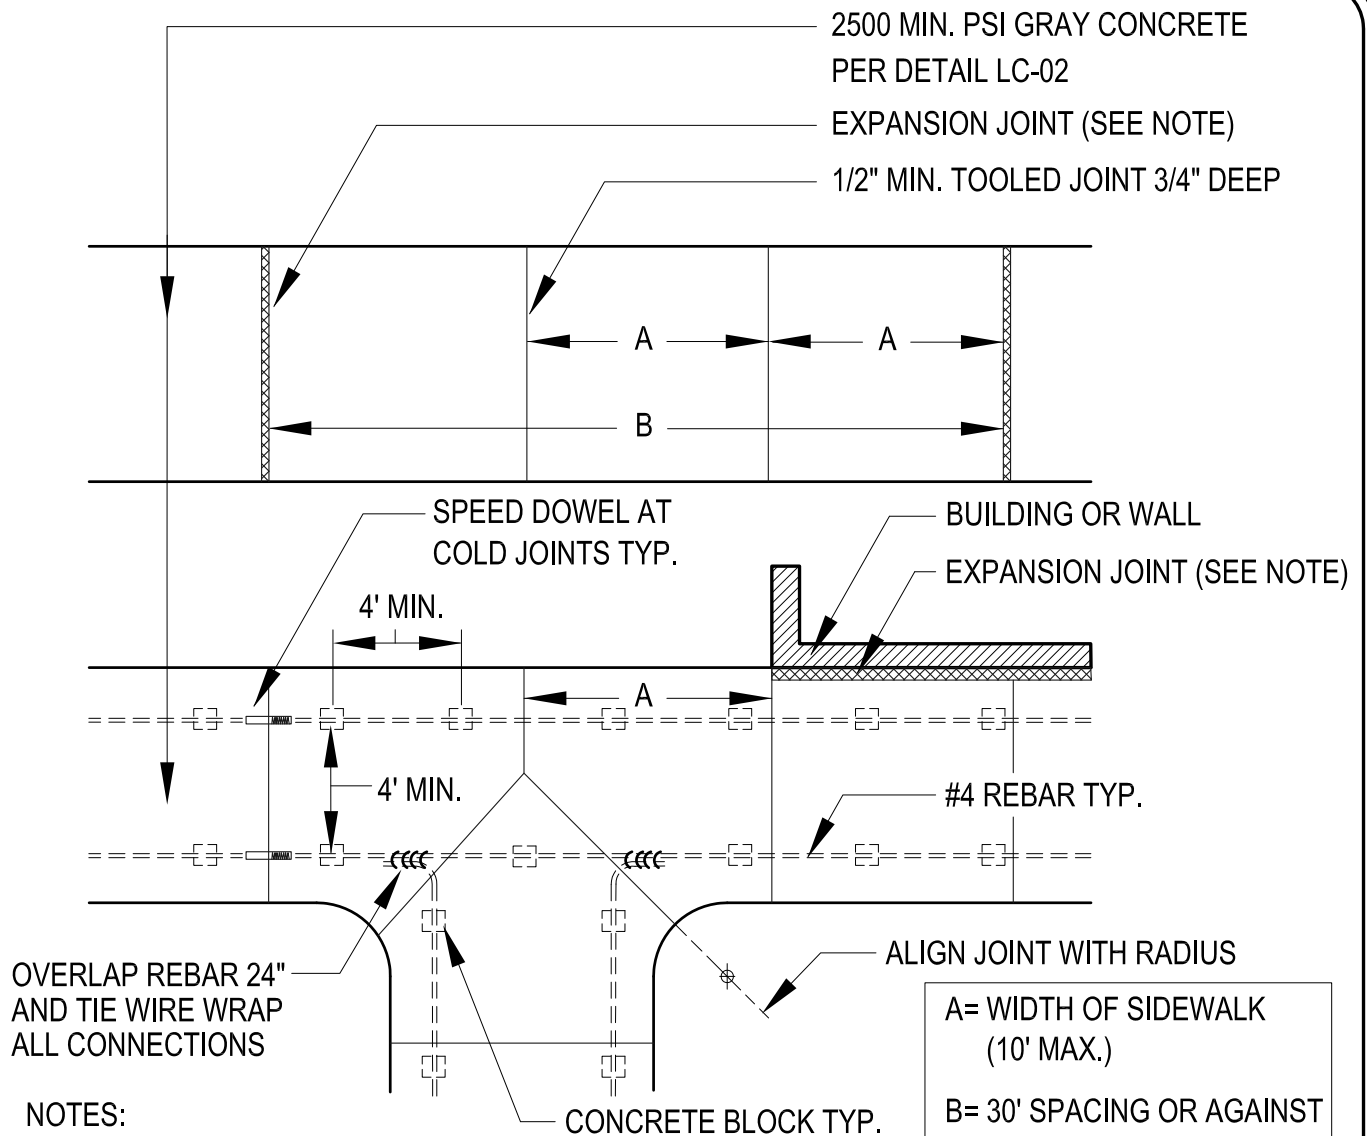 2500 MIN. PSI GRAY CONCRETE
PER DETAIL LC-02
EXPANSION JOINT (SEE NOTE)
1/2" MIN. TOOLED JOINT 3/4" DEEP
A
A
B
SPEED DOWEL AT
COLD JOINTS TYP.
BUILDING OR WALL
EXPANSION JOINT (SEE NOTE)
4' MIN.
A
4' MIN.
#4 REBAR TYP.
OVERLAP REBAR 24"
AND TIE WIRE WRAP
ALL CONNECTIONS
ALIGN JOINT WITH RADIUS
A= WIDTH OF SIDEWALK
(10' MAX.)
B= 30' SPACING OR AGAINST
NOTES:
CONCRETE BLOCK TYP.